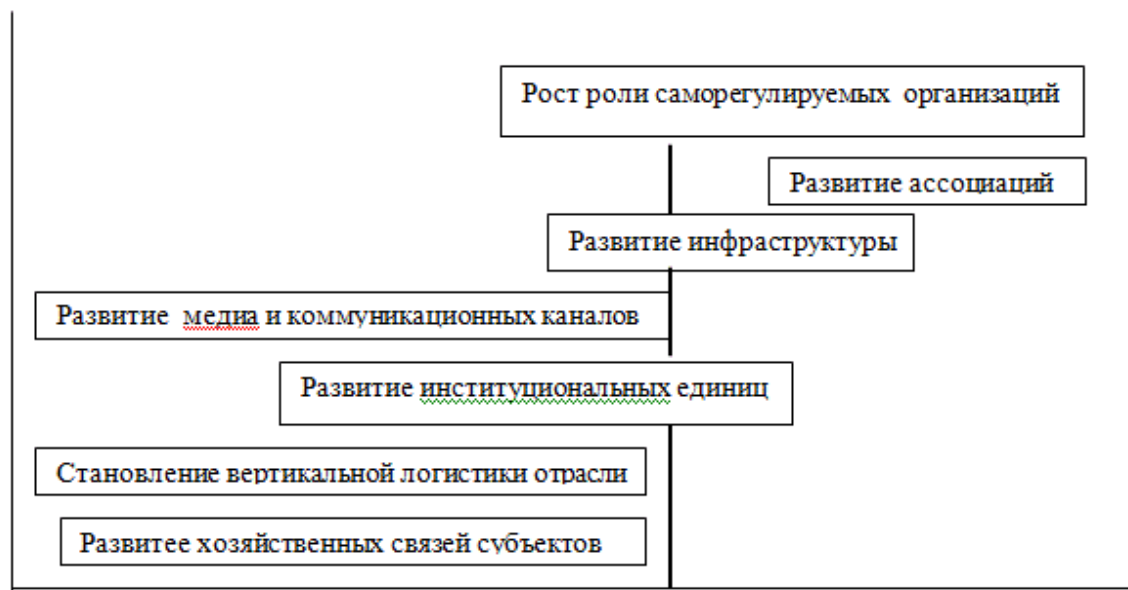 Рост роли саморегулируемых организаций
Развитие ассоциаций
Развитие инфраструктуры
Развитие медиа и коммуникационных каналов
Развитие институциональных единиц
Становление вертикальной логистики отрасли
Развитее хозяйственных связей субъектов